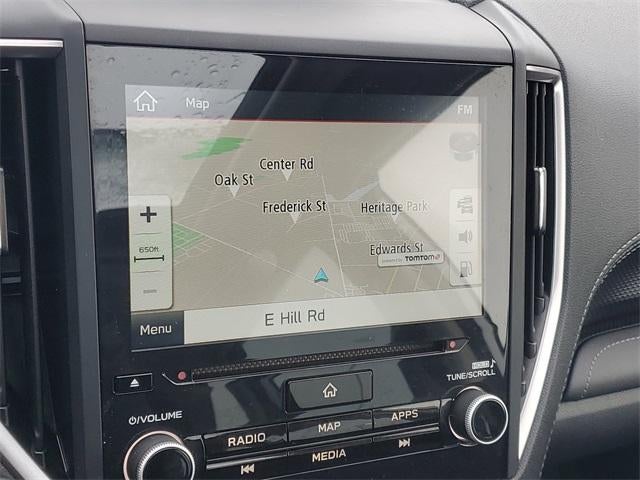 Map FM
Center Rd
Oak St
Frederick St
Heritage Park
Edwards St
powered by TOMTOM
+
650ft
−
E Hill Rd
Menu
HOLD
TUNE/SCROLL
VOLUME
RADIO
MAP
APPS
MEDIA